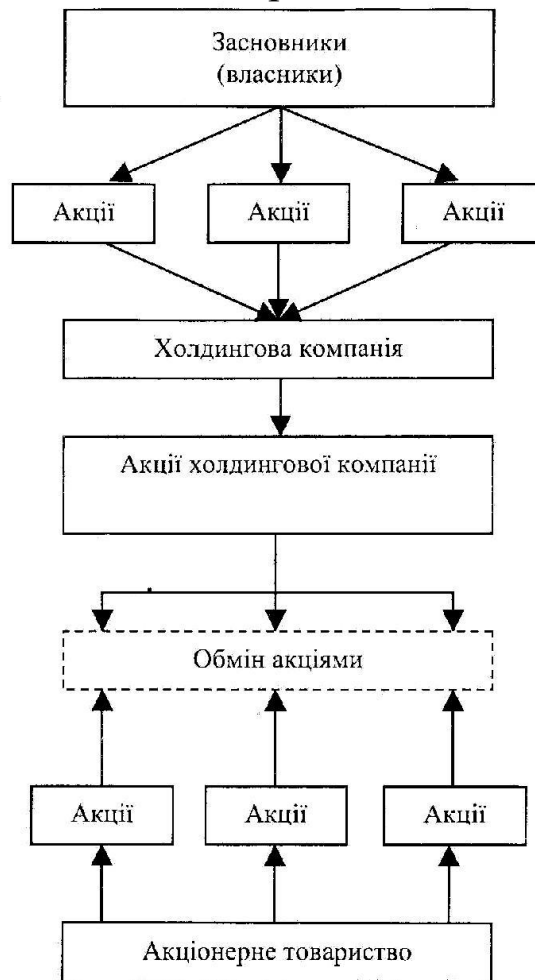 Засновники
(власники)
Акції
Акції
Акції
Холдингова компанія
Акції холдингової компанії
Обмін акціями
Акції
Акції
Акції
Акціонерне товариство